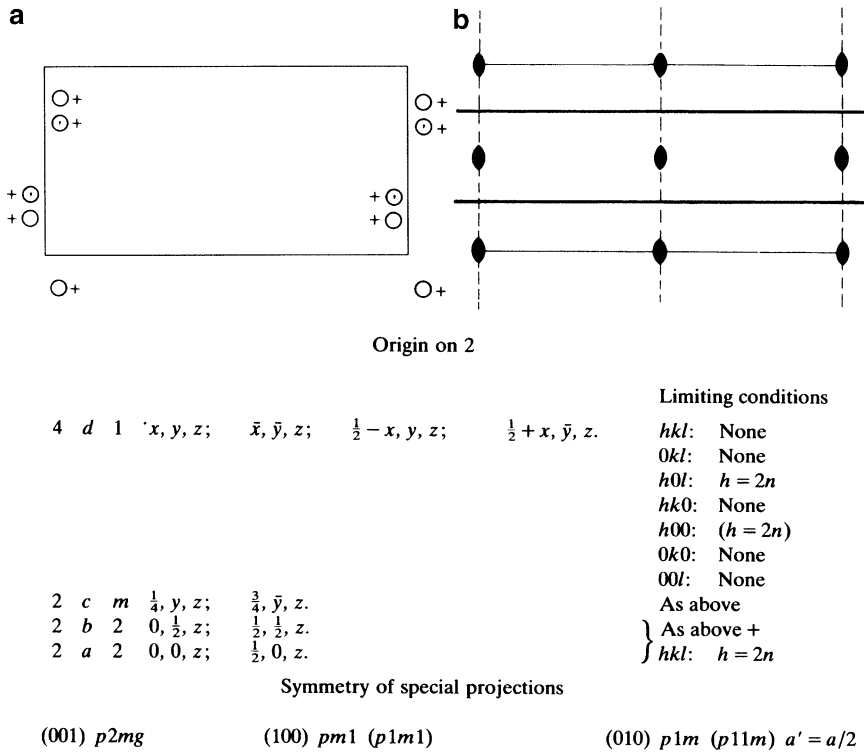 a
b
+
+
+
+
+
+
+
+
+
+
Origin on 2
Limiting conditions
4 d 1 x, y, z; x̄, ȳ, z; ½ − x, y, z; ½ + x, ȳ, z. hkl: None
0kl: None
h0l: h = 2n
hk0: None
h00: (h = 2n)
0k0: None
00l: None
2 c m ¼, y, z; ¾, ȳ, z. As above
2 b 2 0, ½, z; ½, ½, z. As above +
2 a 2 0, 0, z; ½, 0, z. hkl: h = 2n
Symmetry of special projections
(001) p2mg (100) pm1 (p1m1) (010) p1m (p11m) a′ = a/2